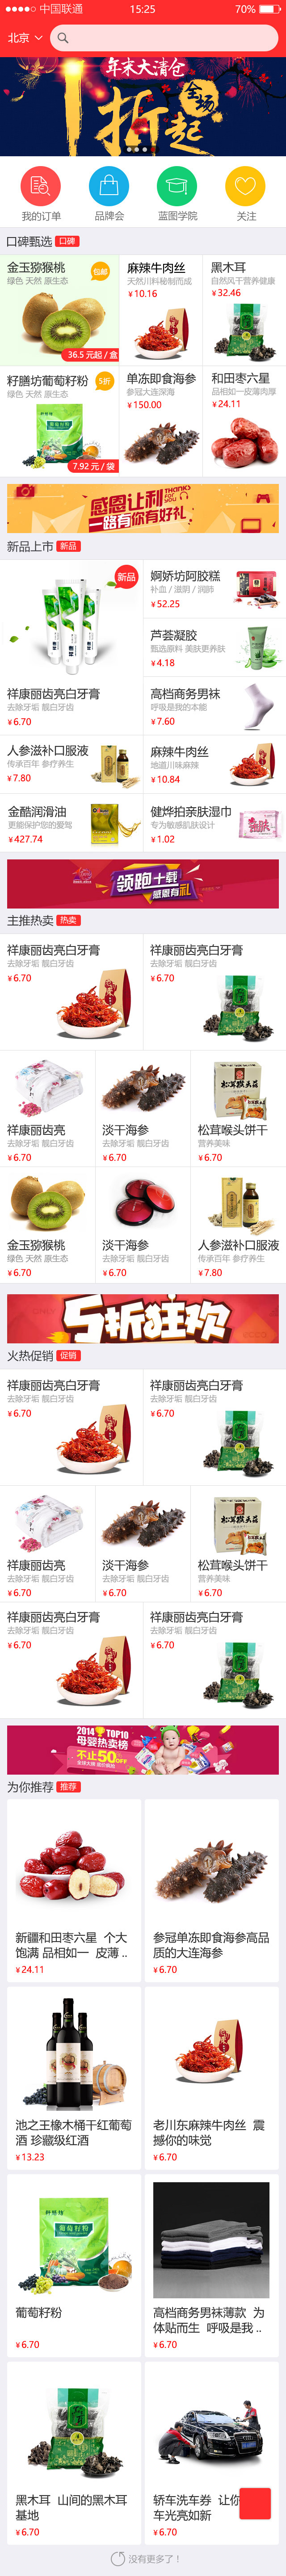 中国联通 15:25 70%
北京
年末大清仓
1折起 全场
我的订单 品牌会 蓝图学院 关注
口碑甄选 口碑
金玉猕猴桃 包邮
绿色 天然 原生态
36.5 元起 / 盒
麻辣牛肉丝
天然川料秘制而成
¥10.16
黑木耳
自然风干营养健康
¥32.46
籽膳坊葡萄籽粉 5折
绿色 天然 原生态
7.92 元 / 袋
单冻即食海参
参冠大连深海
¥150.00
和田枣六星
品相如一皮薄肉厚
¥24.11
感恩让利 THANKS FOR YOU
一路有你有好礼
新品上市 新品
新品
祥康丽齿亮白牙膏
去除牙垢 靓白牙齿
¥6.70
婀娇坊阿胶糕
补血 / 滋阴 / 润肺
¥52.25
芦荟凝胶
甄选原料 美肤更养肤
¥4.18
高档商务男袜
呼吸是我的本能
¥7.60
人参滋补口服液
传承百年 参疗养生
¥7.80
麻辣牛肉丝
地道川味麻辣
¥10.84
金酷润滑油
更能保护您的爱驾
¥427.74
健烨拍亲肤湿巾
专为敏感肌肤设计
¥1.02
领跑十载 感恩有礼
主推热卖 热卖
祥康丽齿亮白牙膏
去除牙垢 靓白牙齿
¥6.70
祥康丽齿亮白牙膏
去除牙垢 靓白牙齿
¥6.70
祥康丽齿亮
去除牙垢 靓白牙齿
¥6.70
淡干海参
去除牙垢 靓白牙齿
¥6.70
松茸猴头饼干
营养美味
¥6.70
金玉猕猴桃
绿色 天然 原生态
¥6.70
淡干海参
去除牙垢 靓白牙齿
¥6.70
人参滋补口服液
传承百年 参疗养生
¥7.80
5折狂欢
火热促销 促销
祥康丽齿亮白牙膏
去除牙垢 靓白牙齿
¥6.70
祥康丽齿亮白牙膏
去除牙垢 靓白牙齿
¥6.70
祥康丽齿亮
去除牙垢 靓白牙齿
¥6.70
淡干海参
去除牙垢 靓白牙齿
¥6.70
松茸猴头饼干
营养美味
¥6.70
祥康丽齿亮白牙膏
去除牙垢 靓白牙齿
¥6.70
祥康丽齿亮白牙膏
去除牙垢 靓白牙齿
¥6.70
2014 TOP10
母婴热卖榜
不止50%OFF
为你推荐 推荐
新疆和田枣六星 个大
饱满 品相如一 皮薄 ..
¥24.11
参冠单冻即食海参高品
质的大连海参
¥6.70
池之王橡木桶干红葡萄
酒 珍藏级红酒
¥13.23
老川东麻辣牛肉丝 震
撼你的味觉
¥6.70
葡萄籽粉
¥6.70
高档商务男袜薄款 为
体贴而生 呼吸是我 ..
¥6.70
黑木耳 山间的黑木耳
基地
¥6.70
轿车洗车券 让你
车光亮如新
¥6.70
没有更多了！